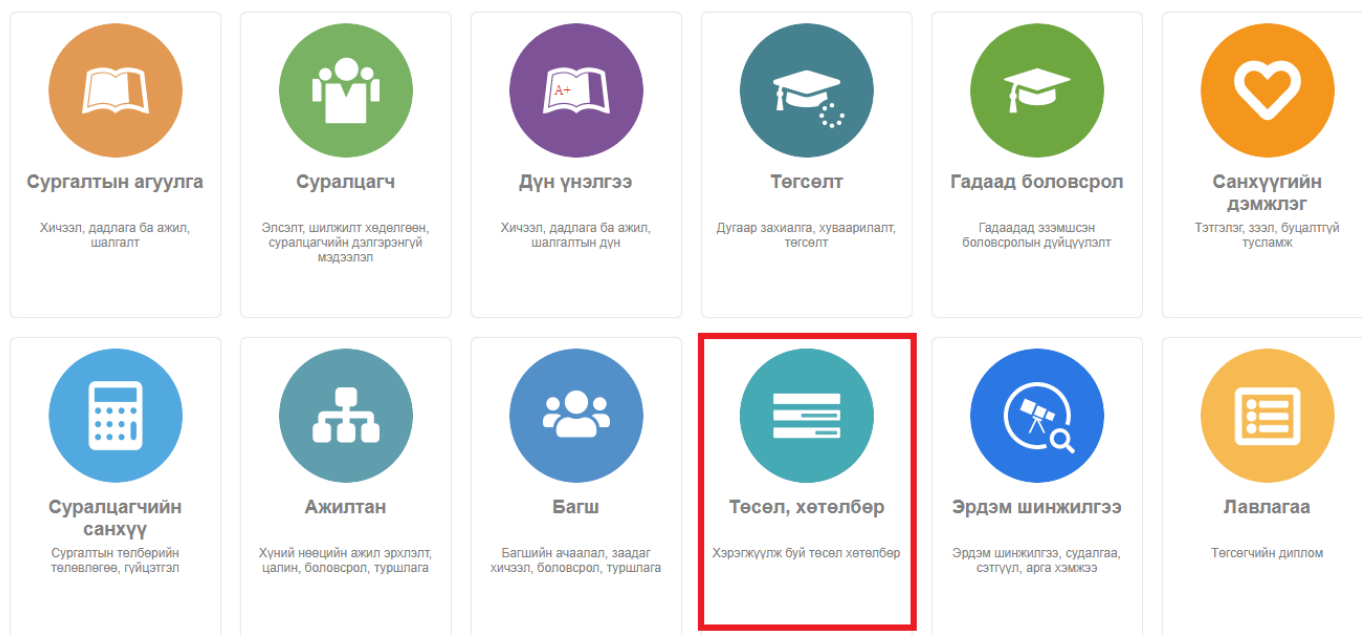 A+
Сургалтын агуулга
Хичээл, дадлага ба ажил,
шалгалт
Суралцагч
Элсэлт, шилжилт хөдөлгөөн,
суралцагчийн дэлгэрэнгүй
мэдээлэл
Дүн үнэлгээ
Хичээл, дадлага ба ажил,
шалгалтын дүн
Төгсөлт
Дугаар захиалга, хуваарилалт,
төгсөлт
Гадаад боловсрол
Гадаадад эзэмшсэн
боловсролын дүйцүүлэлт
Санхүүгийн
дэмжлэг
Тэтгэлэг, зээл, буцалтгүй
тусламж
Суралцагчийн
санхүү
Сургалтын төлбөрийн
төлөвлөгөө, гүйцэтгэл
Ажилтан
Хүний нөөцийн ажил эрхлэлт,
цалин, боловсрол, туршлага
Багш
Багшийн ачаалал, заадаг
хичээл, боловсрол, туршлага
Төсөл, хөтөлбөр
Хэрэгжүүлж буй төсөл хөтөлбөр
Эрдэм шинжилгээ
Эрдэм шинжилгээ, судалгаа,
сэтгүүл, арга хэмжээ
Лавлагаа
Төгсөгчийн диплом